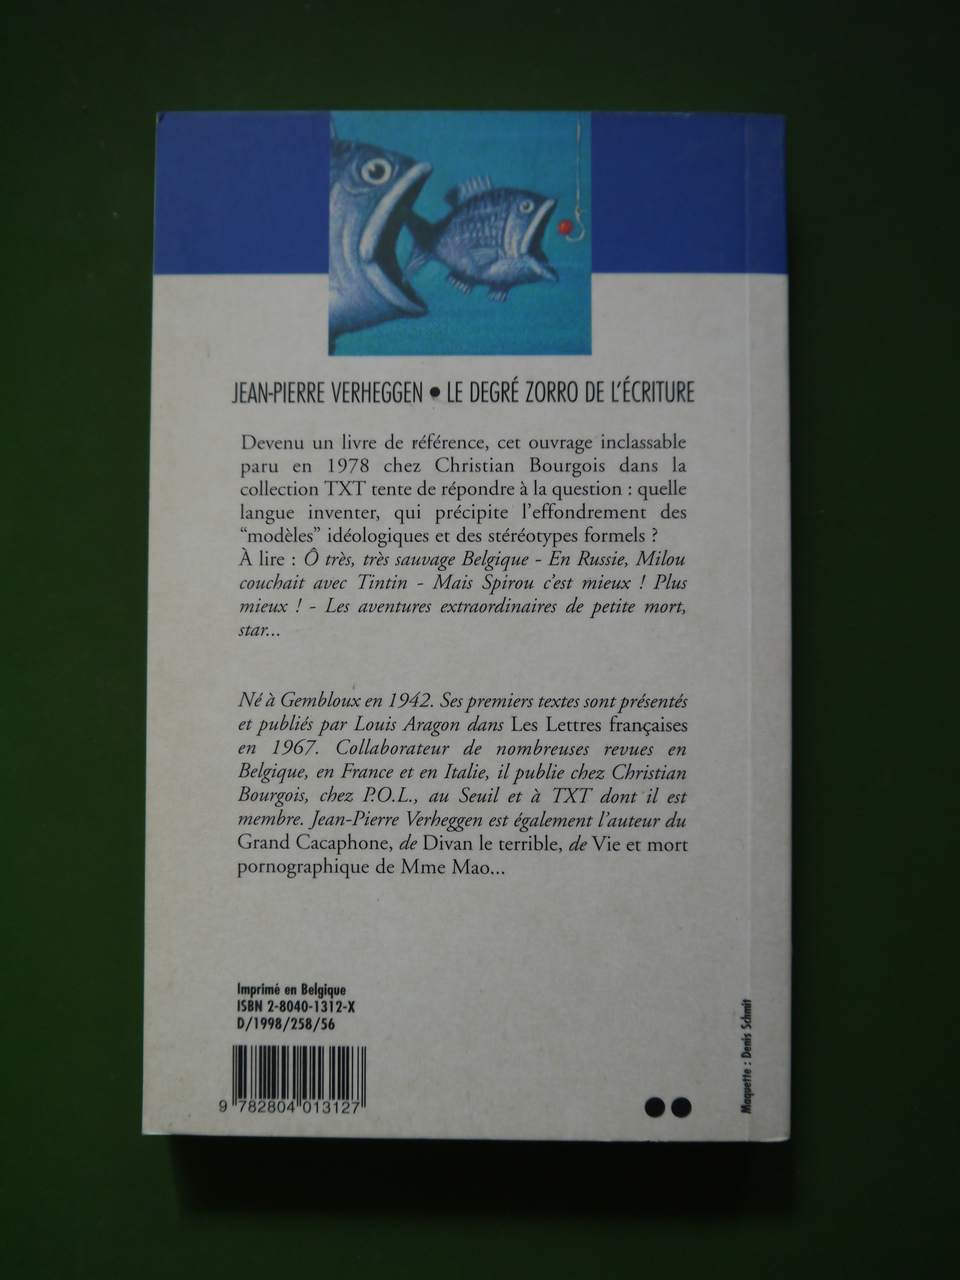 JEAN-PIERRE VERHEGGEN • LE DEGRÉ ZORRO DE L'ÉCRITURE
Devenu un livre de référence, cet ouvrage inclassable
paru en 1978 chez Christian Bourgois dans la
collection TXT tente de répondre à la question : quelle
langue inventer, qui précipite l'effondrement des
“modèles” idéologiques et des stéréotypes formels ?
À lire : Ô très, très sauvage Belgique - En Russie, Milou
couchait avec Tintin - Mais Spirou c'est mieux ! Plus
mieux ! - Les aventures extraordinaires de petite mort,
star...
Né à Gembloux en 1942. Ses premiers textes sont présentés
et publiés par Louis Aragon dans Les Lettres françaises
en 1967. Collaborateur de nombreuses revues en
Belgique, en France et en Italie, il publie chez Christian
Bourgois, chez P.O.L., au Seuil et à TXT dont il est
membre. Jean-Pierre Verheggen est également l'auteur du
Grand Cacaphone, de Divan le terrible, de Vie et mort
pornographique de Mme Mao...
Imprimé en Belgique
ISBN 2-8040-1312-X
D/1998/258/56
9 782804 013127
Maquette : Denis Schmit